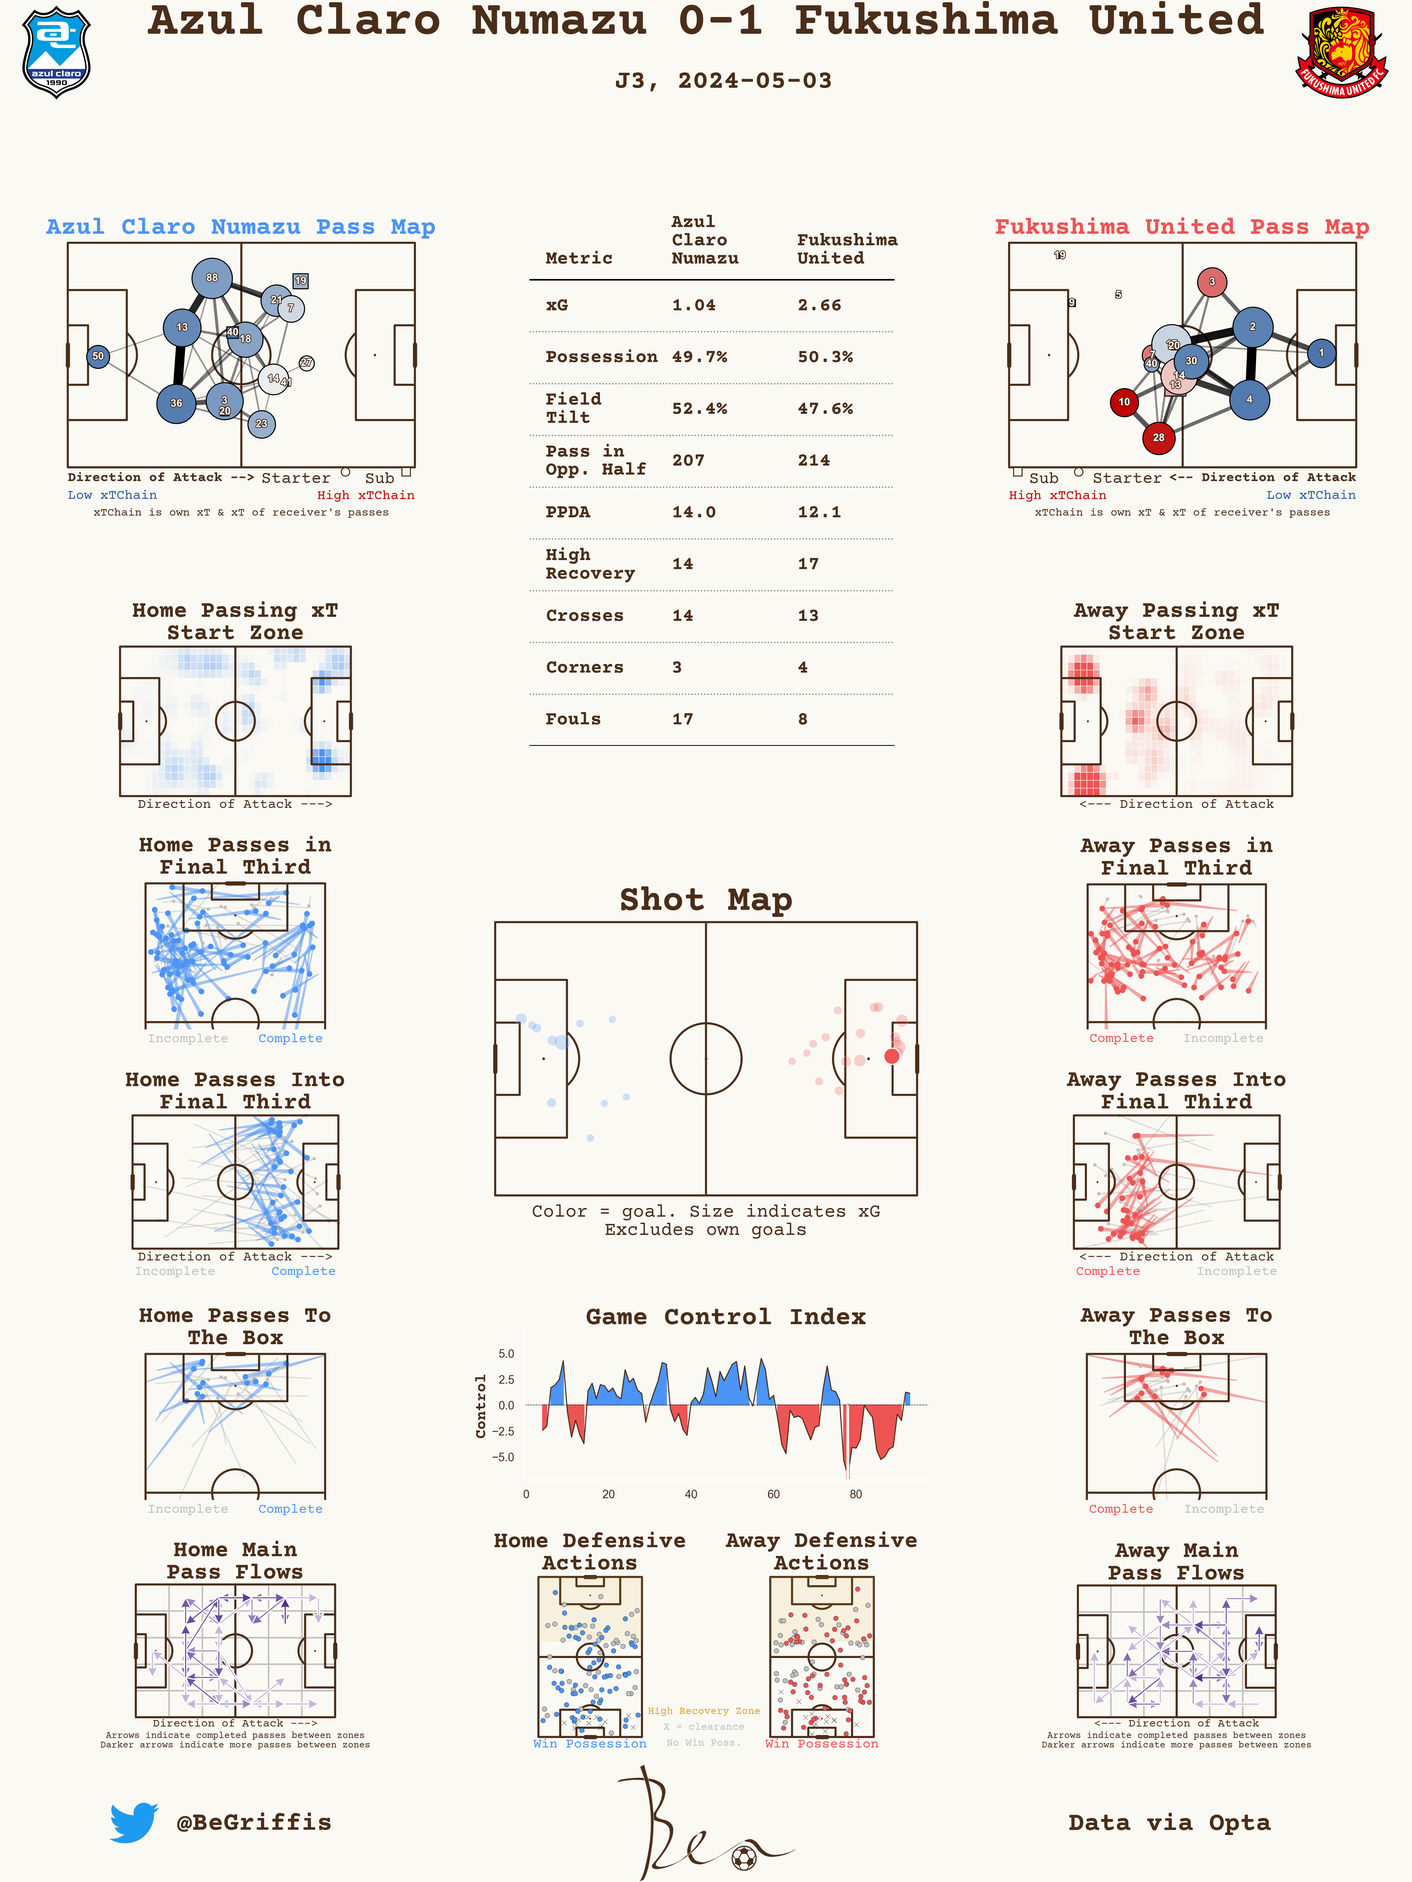 Azul Claro Numazu 0-1 Fukushima United
J3, 2024-05-03
azul claro
1990
FUKUSHIMA UNITED FC
Azul Claro Numazu Pass Map
88
19
21
7
13
40
18
50
27
14
41
36
3
20
23
Direction of Attack --> Starter Sub
Low xTChain High xTChain
xTChain is own xT & xT of receiver's passes
Metric Azul Claro Numazu Fukushima United
xG 1.04 2.66
Possession 49.7% 50.3%
Field Tilt 52.4% 47.6%
Pass in Opp. Half 207 214
PPDA 14.0 12.1
High Recovery 14 17
Crosses 14 13
Corners 3 4
Fouls 17 8
Fukushima United Pass Map
19
9
5
3
2
20
7
40
30
1
14
13
10
4
28
Sub Starter <-- Direction of Attack
High xTChain Low xTChain
xTChain is own xT & xT of receiver's passes
Home Passing xT
Start Zone
Direction of Attack --->
Away Passing xT
Start Zone
<--- Direction of Attack
Home Passes in
Final Third
Incomplete Complete
Away Passes in
Final Third
Complete Incomplete
Shot Map
Color = goal. Size indicates xG
Excludes own goals
Home Passes Into
Final Third
Direction of Attack --->
Incomplete Complete
Away Passes Into
Final Third
<--- Direction of Attack
Complete Incomplete
Home Passes To
The Box
Incomplete Complete
Game Control Index
Control
5.0
2.5
0.0
−2.5
−5.0
0 20 40 60 80
Away Passes To
The Box
Complete Incomplete
Home Main
Pass Flows
Direction of Attack --->
Arrows indicate completed passes between zones
Darker arrows indicate more passes between zones
Home Defensive
Actions
Win Possession
High Recovery Zone
X = clearance
No Win Poss.
Away Defensive
Actions
Win Possession
Away Main
Pass Flows
<--- Direction of Attack
Arrows indicate completed passes between zones
Darker arrows indicate more passes between zones
@BeGriffis
Ben
Data via Opta